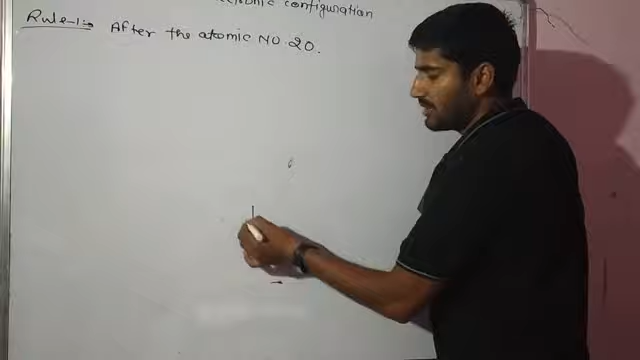 configuration
Rule-1:- After the atomic NO. 20.